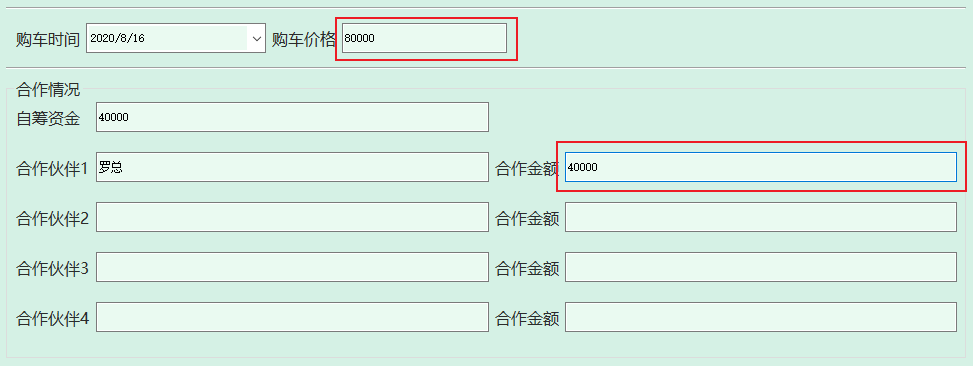 购车时间 2020/8/16 购车价格 80000
合作情况
自筹资金 40000
合作伙伴1 罗总 合作金额 40000
合作伙伴2 合作金额
合作伙伴3 合作金额
合作伙伴4 合作金额